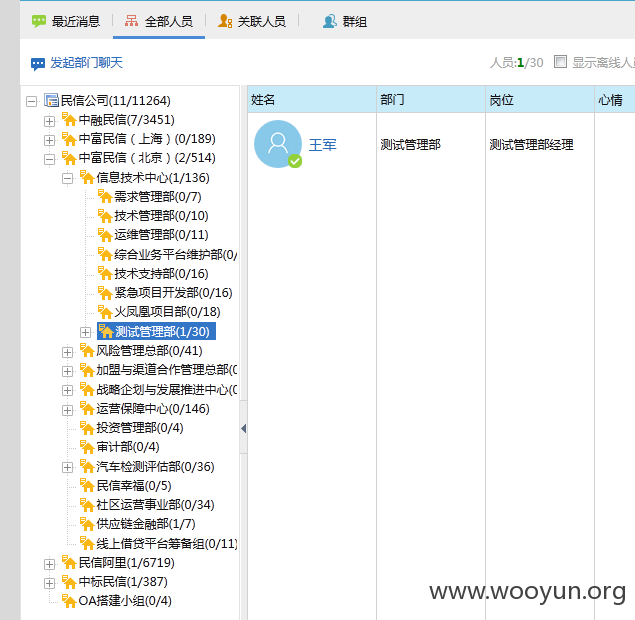 最近消息 全部人员 关联人员 群组
发起部门聊天 人员:1/30 显示离线人员
姓名 部门 岗位 心情
王军 测试管理部 测试管理部经理
民信公司(11/11264)
中融民信(7/3451)
中富民信（上海）(0/189)
中富民信（北京）(2/514)
信息技术中心(1/136)
需求管理部(0/7)
技术管理部(0/10)
运维管理部(0/11)
综合业务平台维护部(0/
技术支持部(0/16)
紧急项目开发部(0/16)
火凤凰项目部(0/18)
测试管理部(1/30)
风险管理总部(0/41)
加盟与渠道合作管理总部(0
战略企划与发展推进中心(0
运营保障中心(0/146)
投资管理部(0/4)
审计部(0/4)
汽车检测评估部(0/36)
民信幸福(0/5)
社区运营事业部(0/34)
供应链金融部(1/7)
线上借贷平台筹备组(0/11)
民信阿里(1/6719)
中标民信(1/387)
OA搭建小组(0/4)
www.wooyun.org